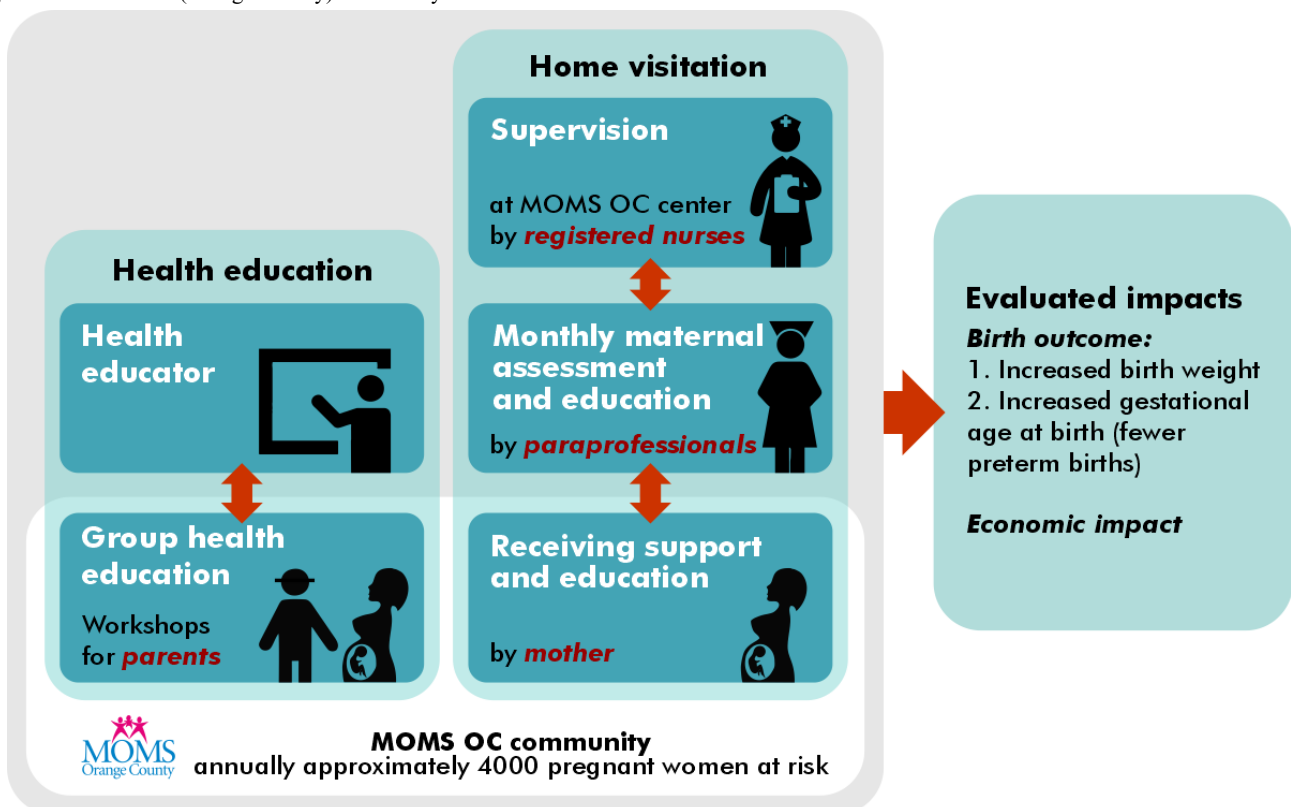 Home visitation
Supervision
at MOMS OC center
by registered nurses
Health education
Health
educator
Monthly maternal
assessment
and education
by paraprofessionals
Group health
education
Workshops
for parents
Receiving support
and education
by mother
MOMS
Orange County
MOMS OC community
annually approximately 4000 pregnant women at risk
Evaluated impacts
Birth outcome:
1. Increased birth weight
2. Increased gestational
age at birth (fewer
preterm births)
Economic impact